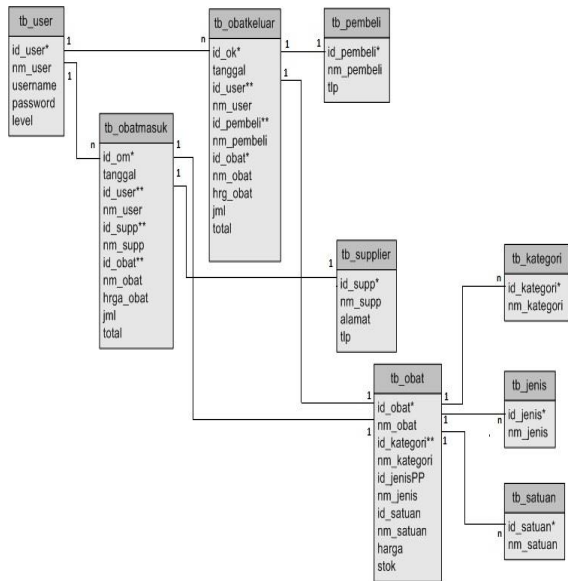 tb_user
id_user*
nm_user
username
password
level
1
1
n
n
tb_obatkeluar
id_ok*
tanggal
id_user**
nm_user
id_pembeli**
nm_pembeli
id_obat*
nm_obat
hrg_obat
jml
total
1
1
1
tb_pembeli
id_pembeli*
nm_pembeli
tlp
tb_obatmasuk
id_om*
tanggal
id_user**
nm_user
id_supp**
nm_supp
id_obat**
nm_obat
hrga_obat
jml
total
1
1
1
tb_supplier
id_supp*
nm_supp
alamat
tlp
tb_kategori
id_kategori*
nm_kategori
n
tb_obat
id_obat*
nm_obat
id_kategori**
nm_kategori
id_jenisPP
nm_jenis
id_satuan
nm_satuan
harga
stok
1
1
1
1
1
tb_jenis
id_jenis*
nm_jenis
n
tb_satuan
id_satuan*
nm_satuan
n